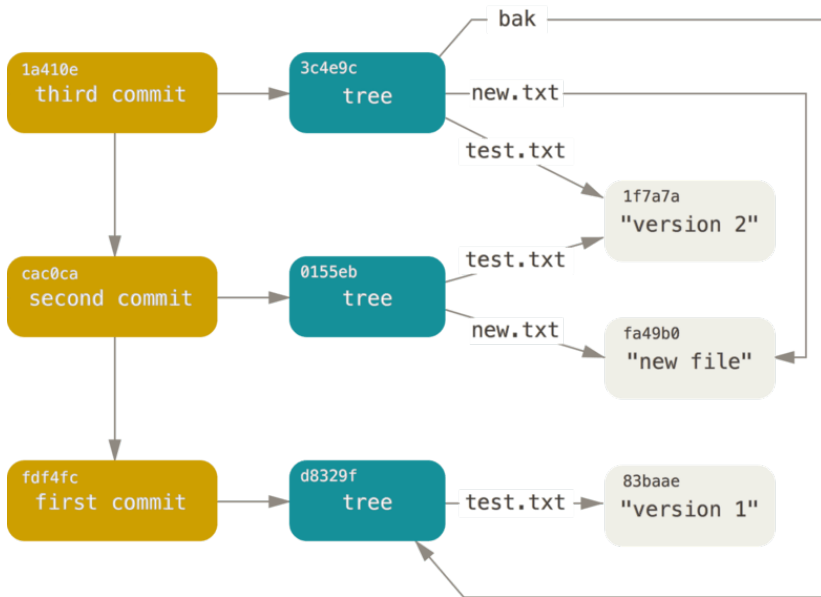 bak
1a410e
third commit
3c4e9c
tree
new.txt
test.txt
1f7a7a
"version 2"
cac0ca
second commit
0155eb
tree
test.txt
new.txt
fa49b0
"new file"
fdf4fc
first commit
d8329f
tree
test.txt
83baae
"version 1"